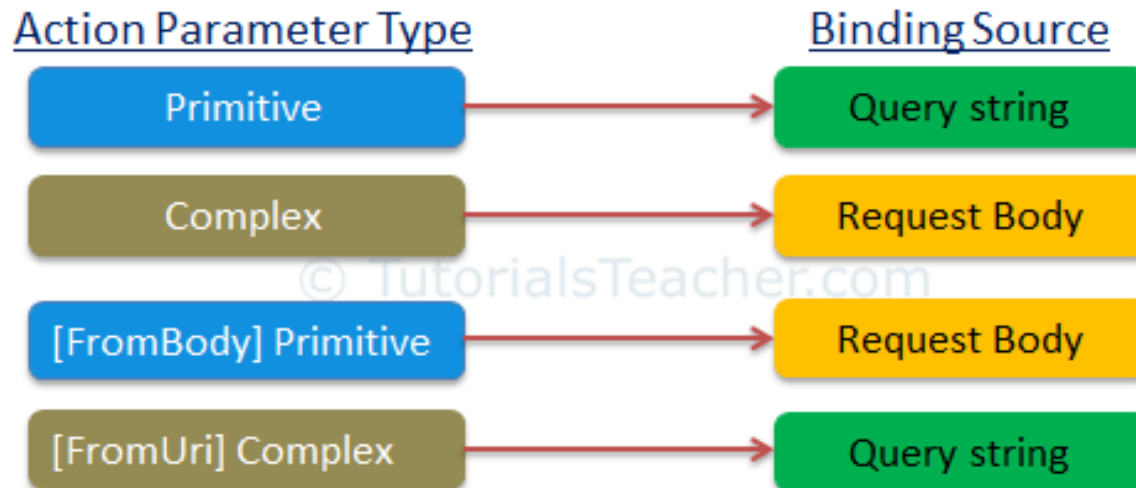 Action Parameter Type Binding Source
Primitive Query string
Complex Request Body
© TutorialsTeacher.com
[FromBody] Primitive Request Body
[FromUri] Complex Query string